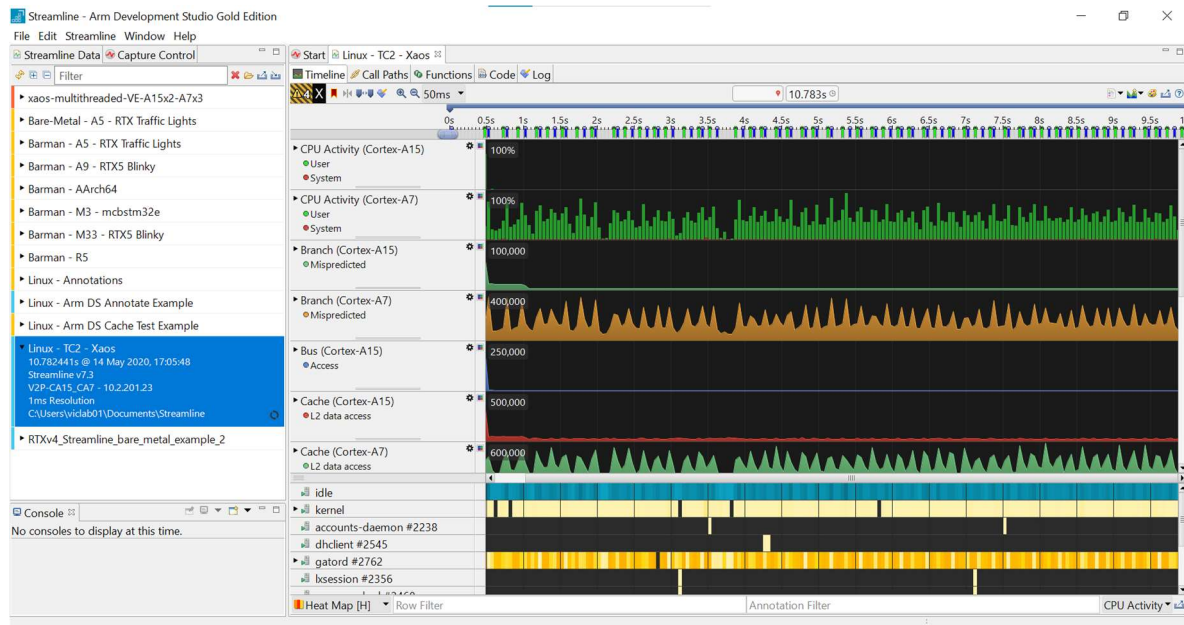 Streamline - Arm Development Studio Gold Edition
File Edit Streamline Window Help
Streamline Data Capture Control
Filter
xaos-multithreaded-VE-A15x2-A7x3
Bare-Metal - A5 - RTX Traffic Lights
Barman - A5 - RTX Traffic Lights
Barman - A9 - RTX5 Blinky
Barman - AArch64
Barman - M3 - mcbstm32e
Barman - M33 - RTX5 Blinky
Barman - R5
Linux - Annotations
Linux - Arm DS Annotate Example
Linux - Arm DS Cache Test Example
Linux - TC2 - Xaos
10.782441s @ 14 May 2020, 17:05:48
Streamline v7.3
V2P-CA15_CA7 - 10.2.201.23
1ms Resolution
C:\Users\viclab01\Documents\Streamline
RTXv4_Streamline_bare_metal_example_2
Console
No consoles to display at this time.
Start Linux - TC2 - Xaos
Timeline Call Paths Functions Code Log
50ms 10.783s
0s 0.5s 1s 1.5s 2s 2.5s 3s 3.5s 4s 4.5s 5s 5.5s 6s 6.5s 7s 7.5s 8s 8.5s 9s 9.5s
CPU Activity (Cortex-A15) 100%
User
System
CPU Activity (Cortex-A7) 100%
User
System
Branch (Cortex-A15) 100,000
Mispredicted
Branch (Cortex-A7) 400,000
Mispredicted
Bus (Cortex-A15) 250,000
Access
Cache (Cortex-A15) 500,000
L2 data access
Cache (Cortex-A7) 600,000
L2 data access
idle
kernel
accounts-daemon #2238
dhclient #2545
gatord #2762
lxsession #2356
Heat Map [H] Row Filter Annotation Filter CPU Activity